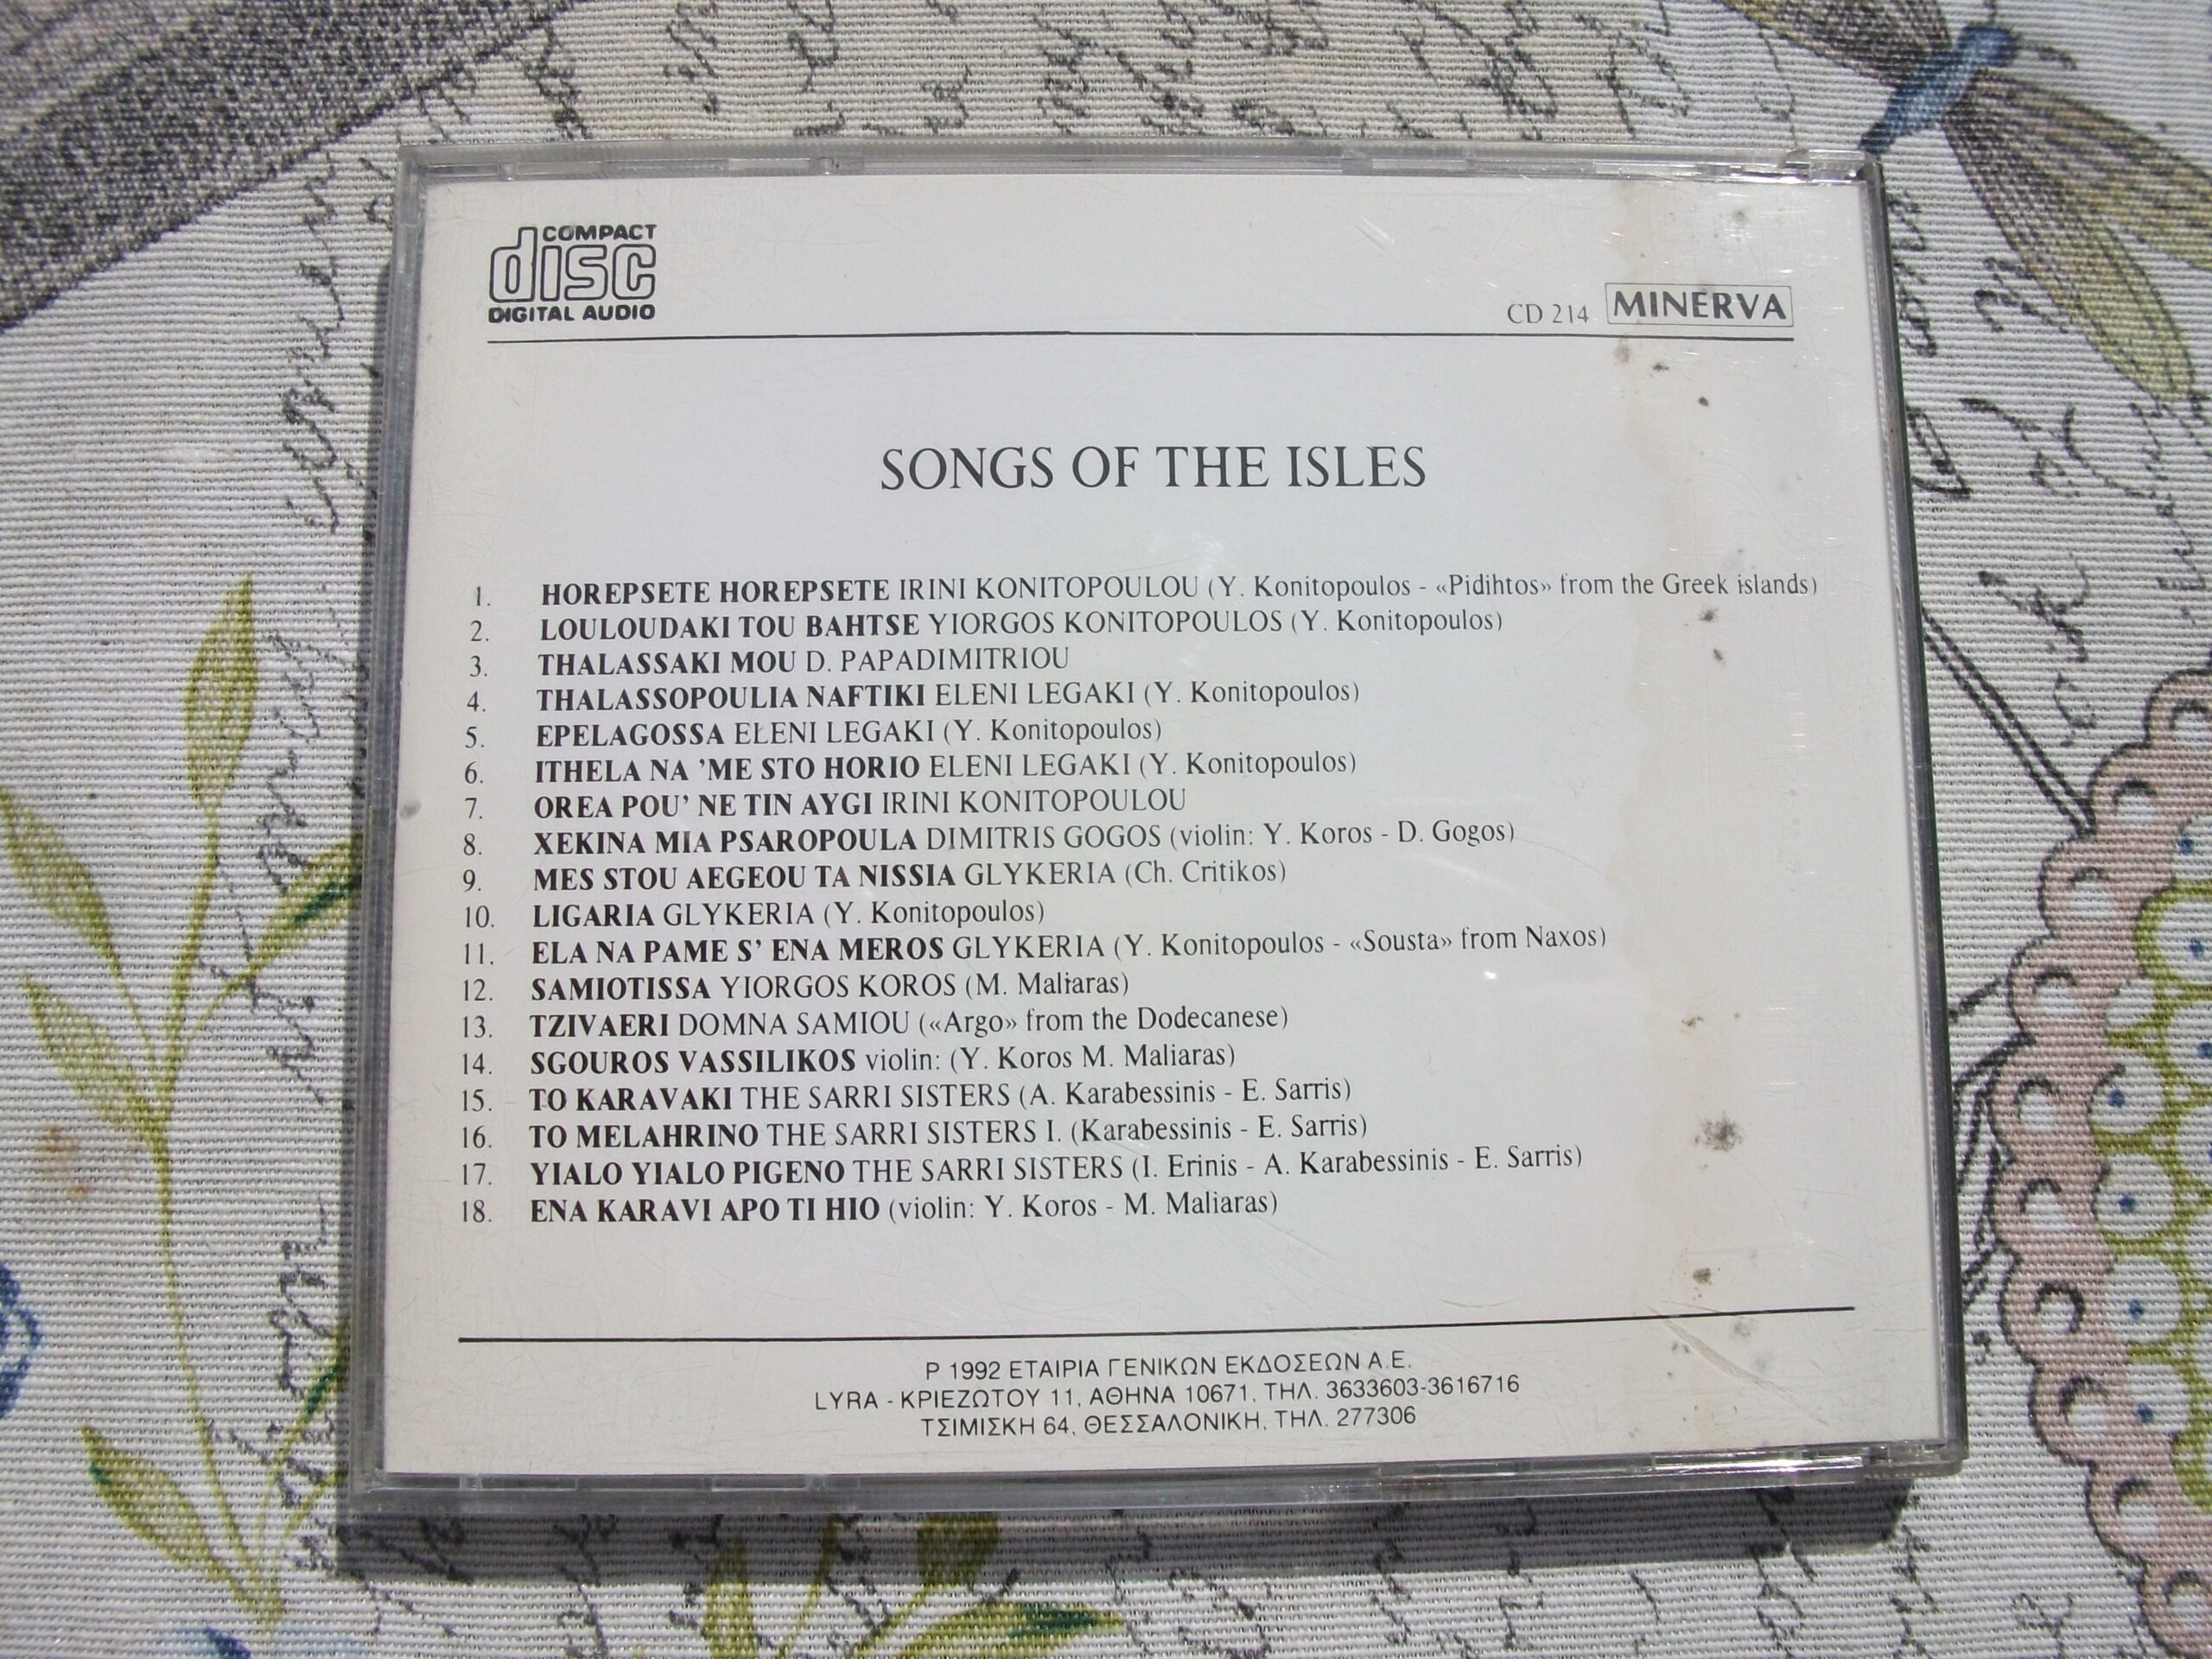 COMPACT
disc
DIGITAL AUDIO
CD 214 MINERVA
SONGS OF THE ISLES
1. HOREPSETE HOREPSETE IRINI KONITOPOULOU (Y. Konitopoulos - «Pidihtos» from the Greek islands)
2. LOULOUDAKI TOU BAHTSE YIORGOS KONITOPOULOS (Y. Konitopoulos)
3. THALASSAKI MOU D. PAPADIMITRIOU
4. THALASSOPOULIA NAFTIKI ELENI LEGAKI (Y. Konitopoulos)
5. EPELAGOSSA ELENI LEGAKI (Y. Konitopoulos)
6. ITHELA NA 'ME STO HORIO ELENI LEGAKI (Y. Konitopoulos)
7. OREA POU' NE TIN AYGI IRINI KONITOPOULOU
8. XEKINA MIA PSAROPOULA DIMITRIS GOGOS (violin: Y. Koros - D. Gogos)
9. MES STOU AEGEOU TA NISSIA GLYKERIA (Ch. Critikos)
10. LIGARIA GLYKERIA (Y. Konitopoulos)
11. ELA NA PAME S' ENA MEROS GLYKERIA (Y. Konitopoulos - «Sousta» from Naxos)
12. SAMIOTISSA YIORGOS KOROS (M. Maliaras)
13. TZIVAERI DOMNA SAMIOU («Argo» from the Dodecanese)
14. SGOUROS VASSILIKOS violin: (Y. Koros M. Maliaras)
15. TO KARAVAKI THE SARRI SISTERS (A. Karabessinis - E. Sarris)
16. TO MELAHRINO THE SARRI SISTERS I. (Karabessinis - E. Sarris)
17. YIALO YIALO PIGENO THE SARRI SISTERS (I. Erinis - A. Karabessinis - E. Sarris)
18. ENA KARAVI APO TI HIO (violin: Y. Koros - M. Maliaras)
P 1992 ΕΤΑΙΡΙΑ ΓΕΝΙΚΩΝ ΕΚΔΟΣΕΩΝ Α.Ε.
LYRA - ΚΡΙΕΖΩΤΟΥ 11, ΑΘΗΝΑ 10671, ΤΗΛ. 3633603-3616716
ΤΣΙΜΙΣΚΗ 64, ΘΕΣΣΑΛΟΝΙΚΗ, ΤΗΛ. 277306